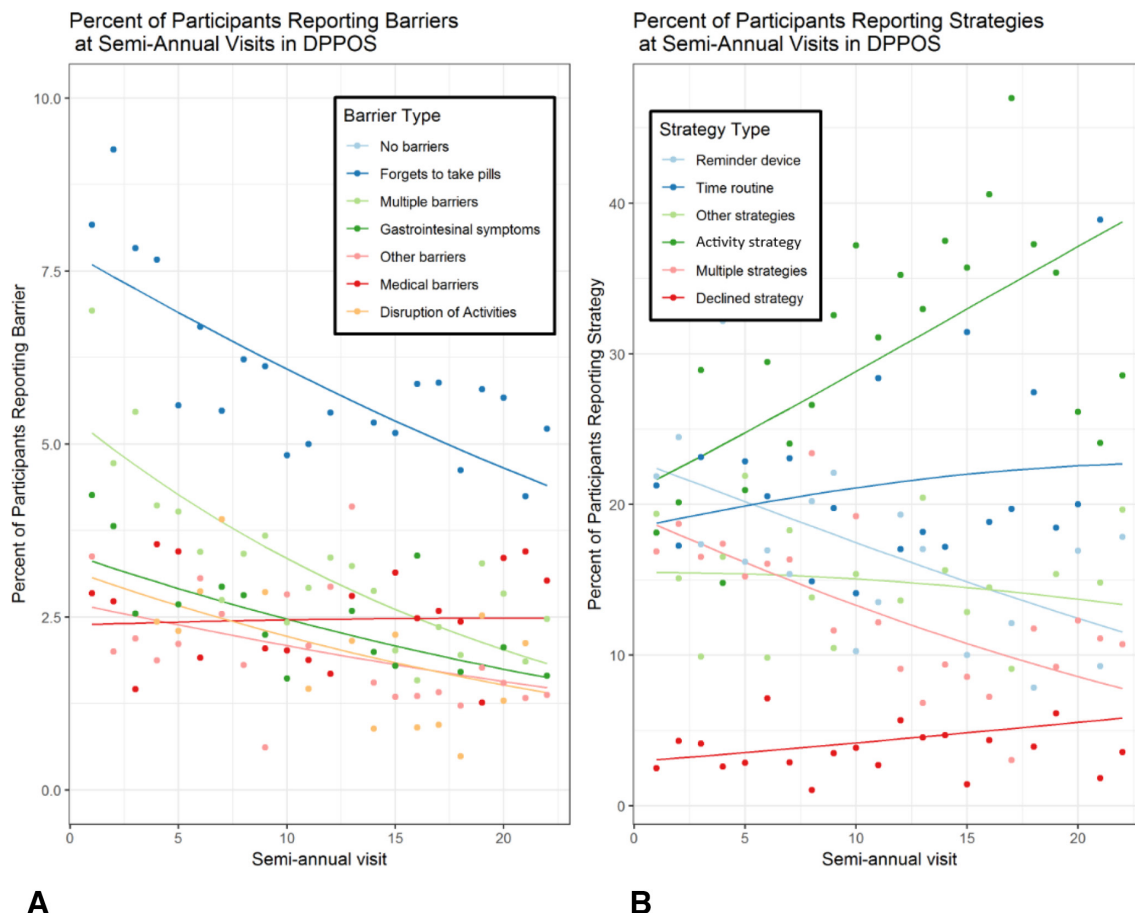 Percent of Participants Reporting Barriers
at Semi-Annual Visits in DPPOS
Percent of Participants Reporting Barrier
10.0
7.5
5.0
2.5
0.0
Barrier Type
No barriers
Forgets to take pills
Multiple barriers
Gastrointesinal symptoms
Other barriers
Medical barriers
Disruption of Activities
0 5 10 15 20
Semi-annual visit
A
Percent of Participants Reporting Strategies
at Semi-Annual Visits in DPPOS
Percent of Participants Reporting Strategy
40
30
20
10
0
Strategy Type
Reminder device
Time routine
Other strategies
Activity strategy
Multiple strategies
Declined strategy
0 5 10 15 20
Semi-annual visit
B